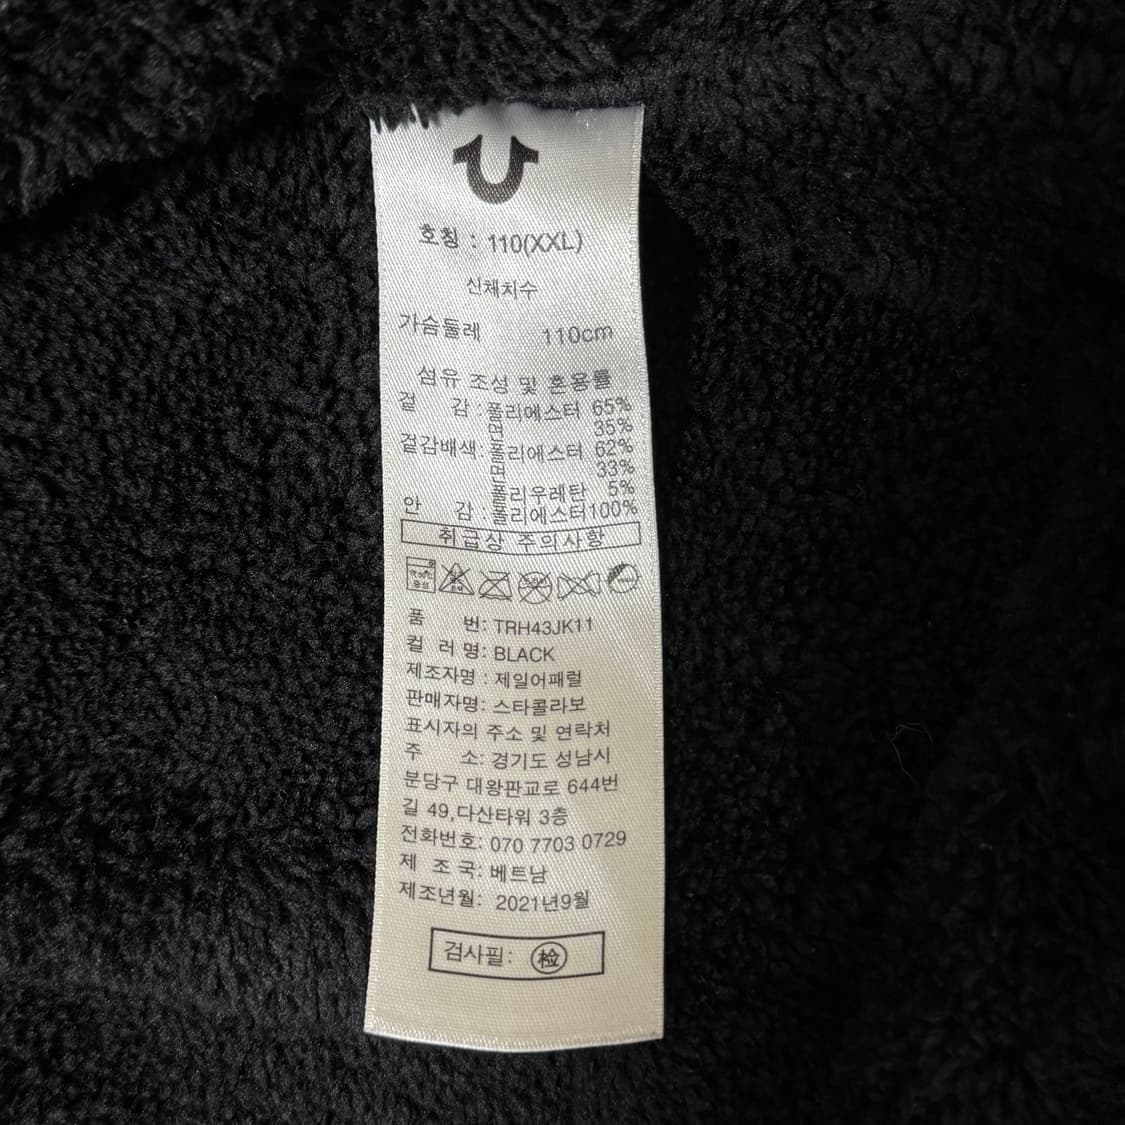 호칭 : 110(XXL)
신체치수
가슴둘레 110cm
섬유 조성 및 혼용률
겉 감 : 폴리에스터 65%
면 35%
겉감배색: 폴리에스터 62%
면 33%
폴리우레탄 5%
안 감 : 폴리에스터100%
취급상 주의사항
품 번: TRH43JK11
컬 러 명: BLACK
제조자명 : 제일어패럴
판매자명: 스타콜라보
표시자의 주소 및 연락처
주 소: 경기도 성남시
분당구 대왕판교로 644번
길 49,다산타워 3층
전화번호: 070 7703 0729
제 조 국: 베트남
제조년월: 2021년9월
검사필: 检